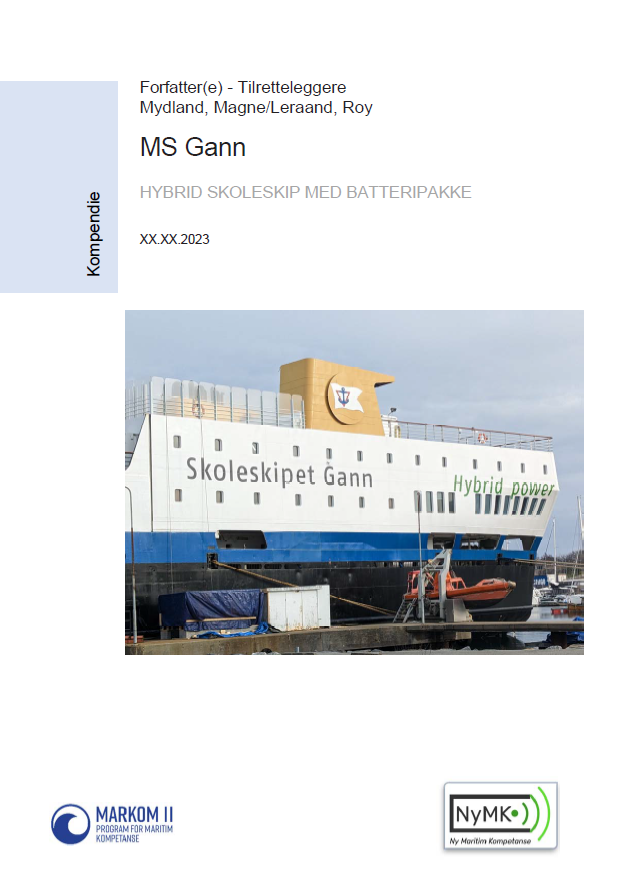 Forfatter(e) - Tilretteleggere
Mydland, Magne/Leraand, Roy
MS Gann
HYBRID SKOLESKIP MED BATTERIPAKKE
XX.XX.2023
Kompendie
Skoleskipet Gann
Hybrid power
MARKOM II
PROGRAM FOR MARITIM
KOMPETANSE
NyMK
Ny Maritim Kompetanse